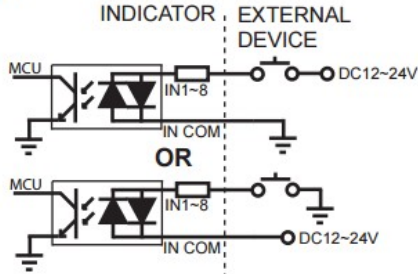 INDICATOR EXTERNAL
DEVICE
MCU
DC12~24V
IN1~8
IN COM
OR
MCU
IN1~8
IN COM
DC12~24V